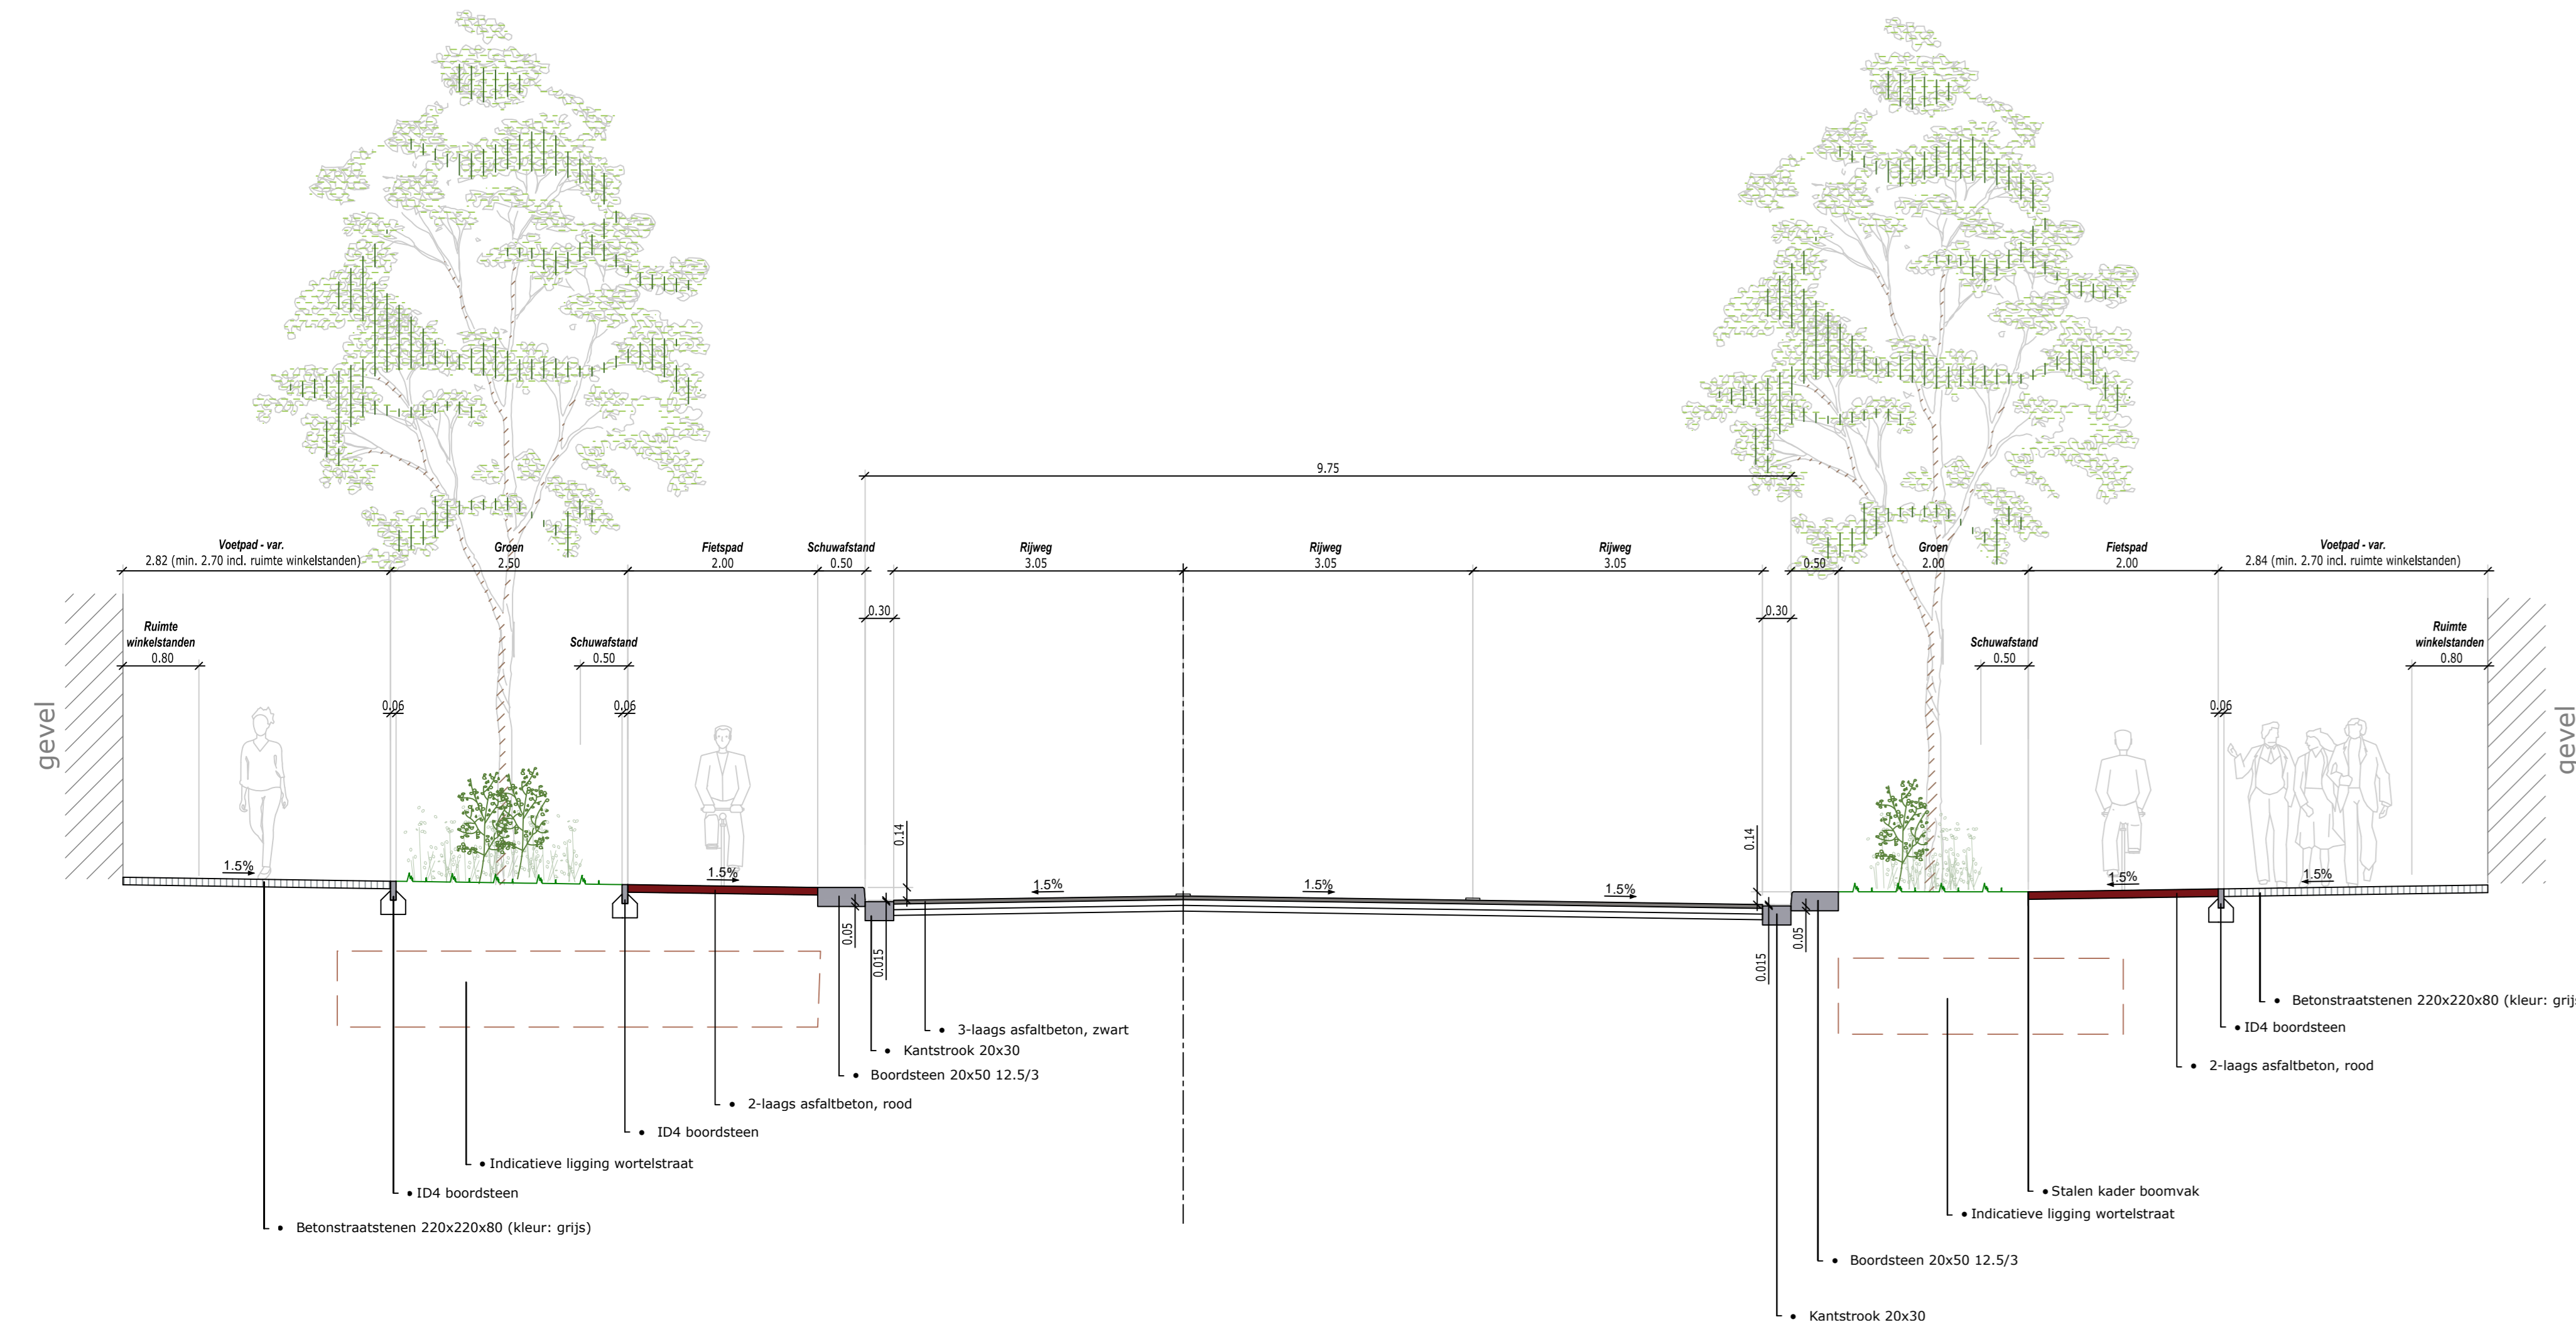 9.75
Voetpad - var.
2.82 (min. 2.70 incl. ruimte winkelstanden)
Groen
2.50
Fietspad
2.00
Schuwafstand
0.50
Rijweg
3.05
Rijweg
3.05
Rijweg
3.05
0.50
Groen
2.00
Fietspad
2.00
Voetpad - var.
2.84 (min. 2.70 incl. ruimte winkelstanden)
0.30
0.30
Ruimte
winkelstanden
0.80
Schuwafstand
0.50
Schuwafstand
0.50
Ruimte
winkelstanden
0.80
gevel
0.06
0.06
0.06
gevel
0.14
0.14
1.5%
1.5%
1.5%
1.5%
1.5%
1.5%
1.5%
0.05
0.015
0.015
0.05
• 3-laags asfaltbeton, zwart
• Kantstrook 20x30
• Boordsteen 20x50 12.5/3
• 2-laags asfaltbeton, rood
• ID4 boordsteen
• Indicatieve ligging wortelstraat
• ID4 boordsteen
• Betonstraatstenen 220x220x80 (kleur: grijs)
• Betonstraatstenen 220x220x80 (kleur: grij
• ID4 boordsteen
• 2-laags asfaltbeton, rood
• Stalen kader boomvak
• Indicatieve ligging wortelstraat
• Boordsteen 20x50 12.5/3
• Kantstrook 20x30